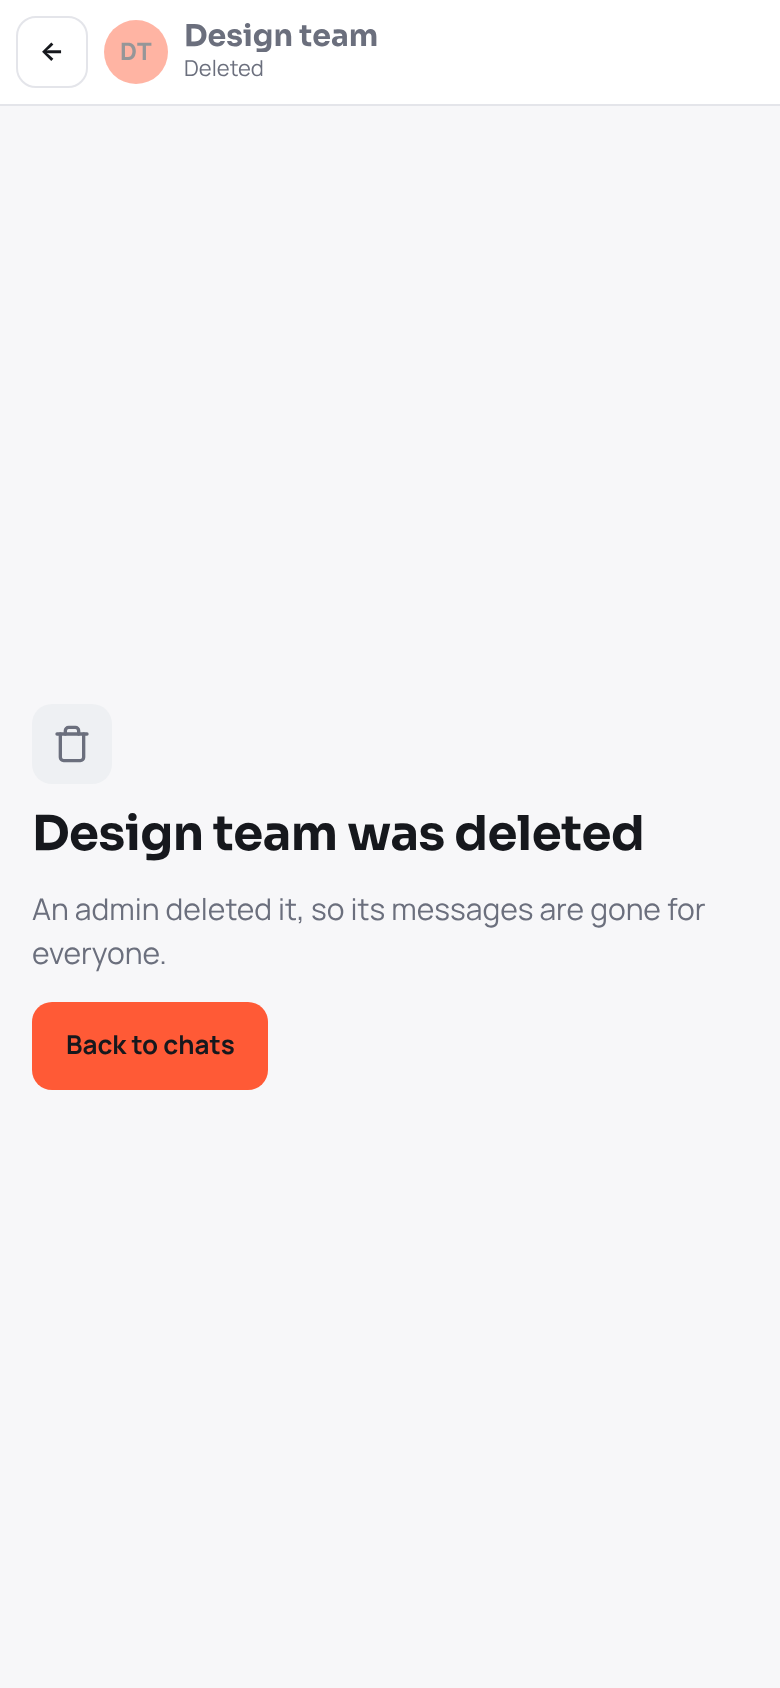 DT
Design team
Deleted
Design team was deleted
An admin deleted it, so its messages are gone for
everyone.
Back to chats